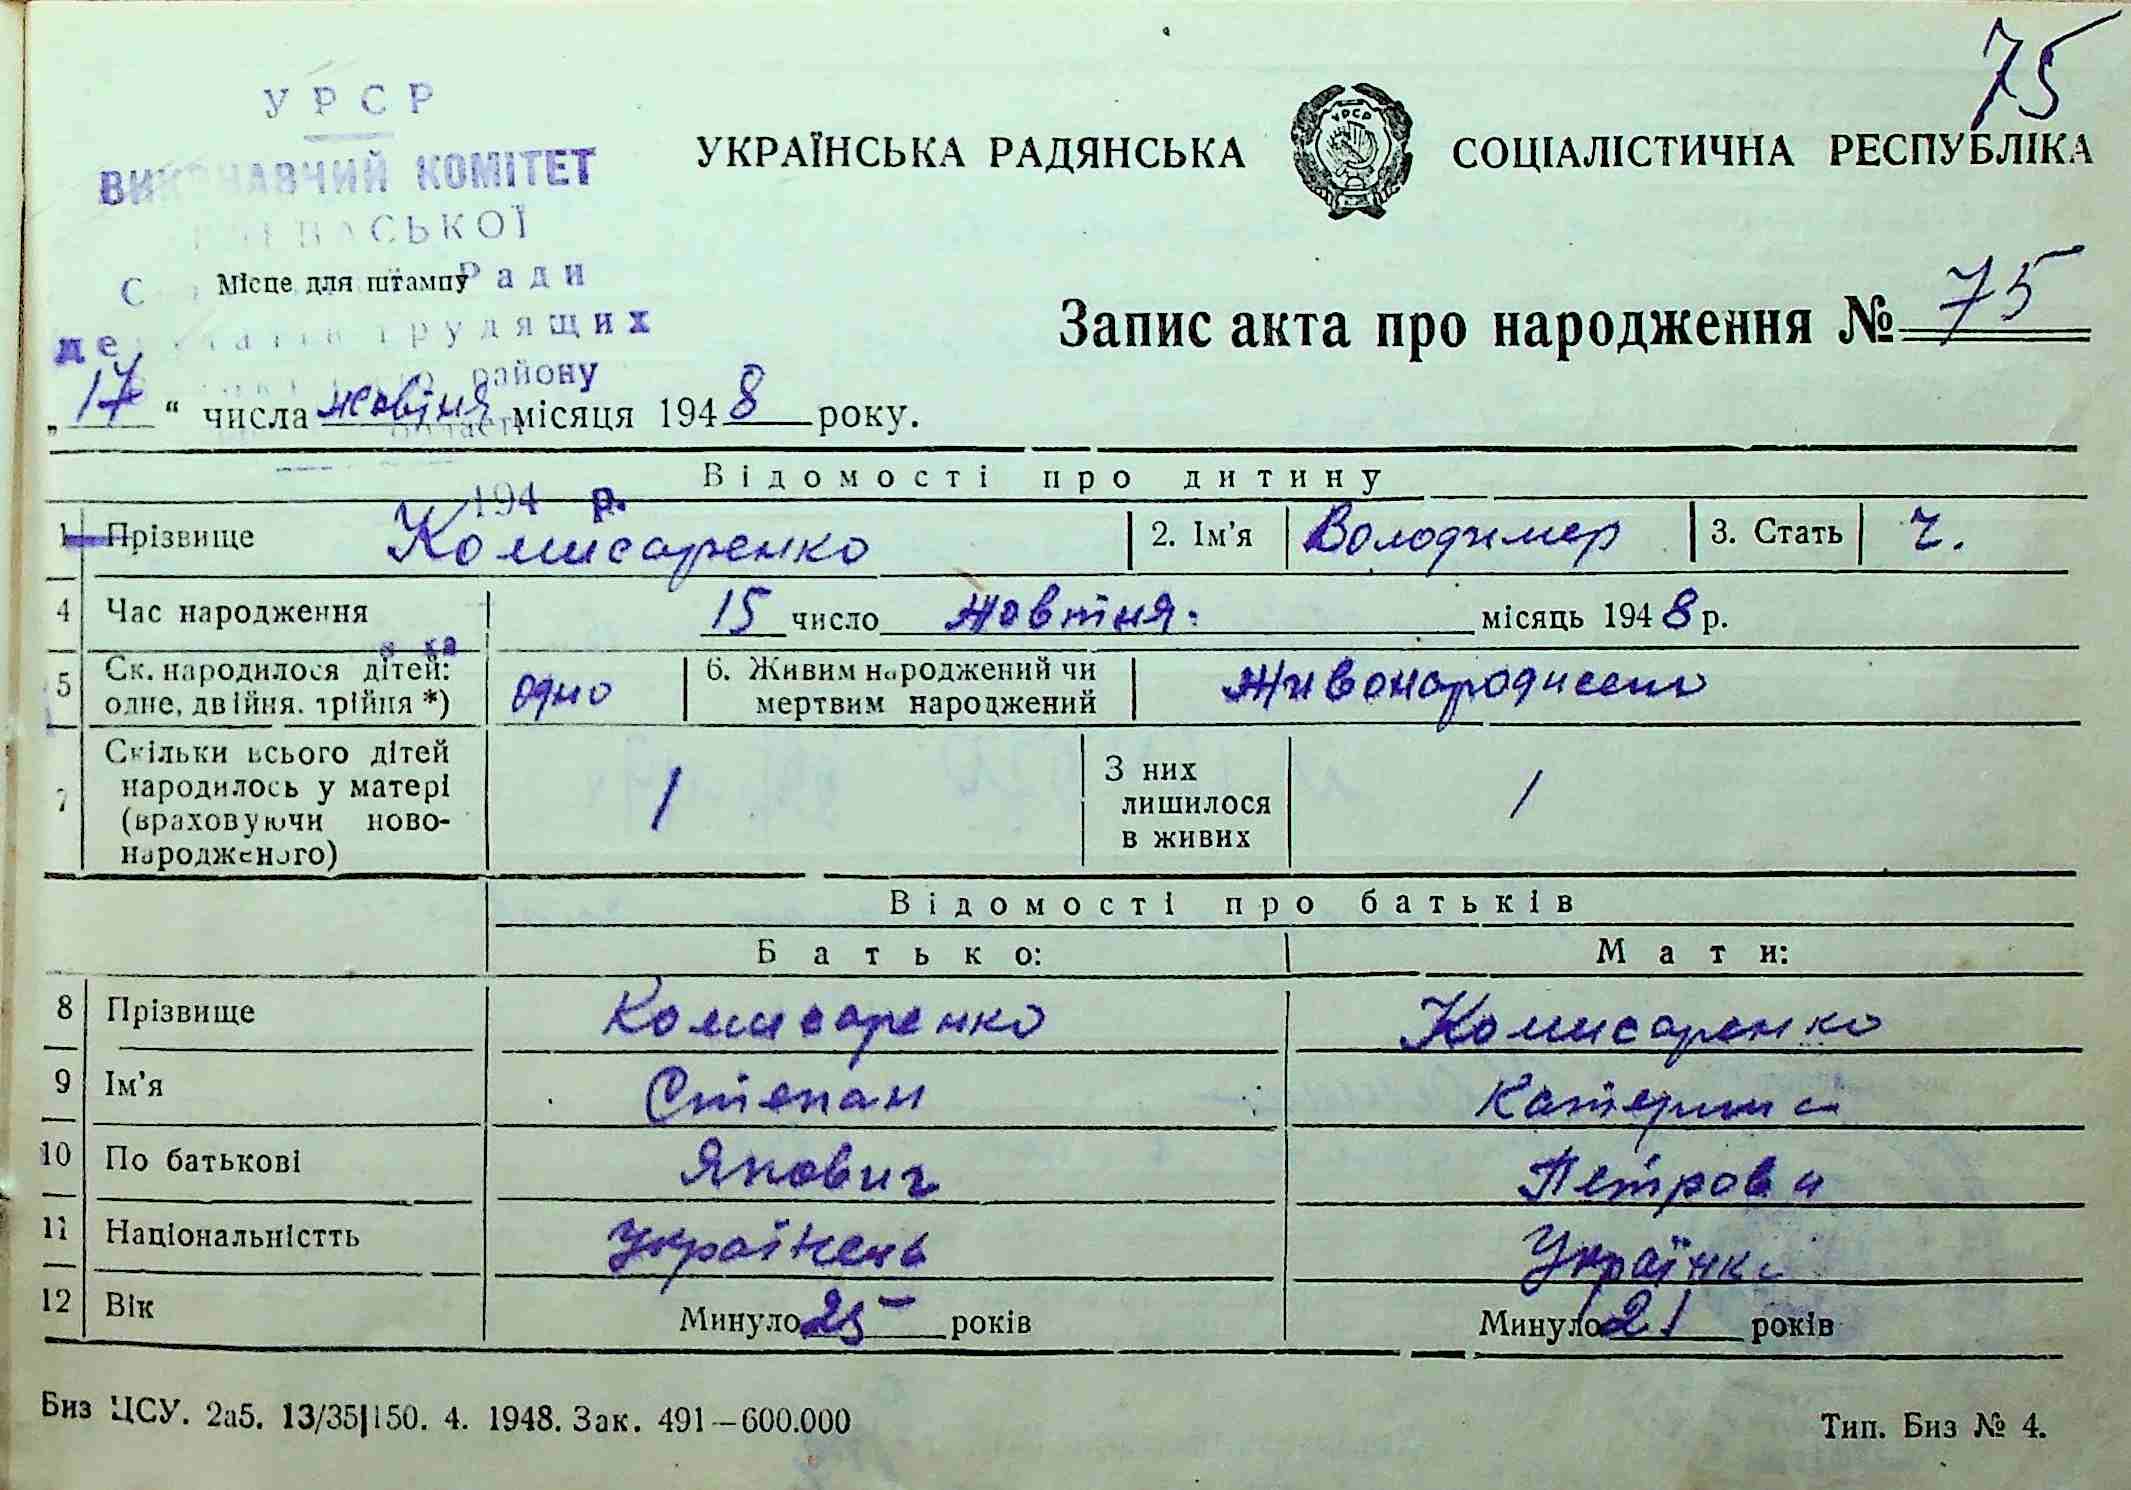 75
УРСР
ВИКОНАВЧИЙ КОМІТЕТ
УКРАЇНСЬКА РАДЯНСЬКА СОЦІАЛІСТИЧНА РЕСПУБЛІКА
СЬКОЇ
Місце для штампу Ради
трудящих
району
Запис акта про народження № 75
„17“ числа жовтня місяця 1948 року.
Відомості про дитину
194 р.
1 Прізвище Комисаренко 2. Ім'я Володимер 3. Стать ч.
4 Час народження 15 число жовтня. місяць 1948 р.
5 Ск. народилося дітей: одне, двійня, трійня *) одно 6. Живим народжений чи мертвим народжений Живонароджено
7 Скільки всього дітей народилось у матері (враховуючи новонародженого) 1 З них лишилося в живих 1
Відомості про батьків
Батько: Мати:
8 Прізвище Комисаренко Комисаренко
9 Ім'я Степан Катерина
10 По батькові Якович Петрова
11 Національністть Українець Українка
12 Вік Минуло 25 років Минуло 21 років
Биз ЦСУ. 2а5. 13/35|150. 4. 1948. Зак. 491–600.000 Тип. Биз № 4.